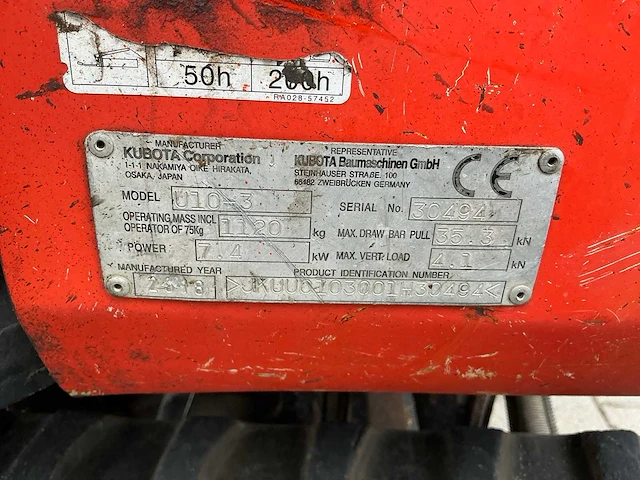 50h 200h
RA028-57452
MANUFACTURER
KUBOTA Corporation
1-1-1 NAKAMIYA OIKE HIRAKATA,
OSAKA, JAPAN
REPRESENTATIVE
KUBOTA Baumaschinen GmbH
STEINHAUSER STRAßE, 100
66482 ZWEIBRÜCKEN GERMANY
CE
MODEL U10-3
SERIAL No. 30494
OPERATING MASS INCL
OPERATOR OF 75Kg 1120 kg
MAX. DRAW BAR PULL 35.3 kN
POWER 7.4 kW
MAX. VERT. LOAD 4.1 kN
MANUFACTURED YEAR
PRODUCT IDENTIFICATION NUMBER